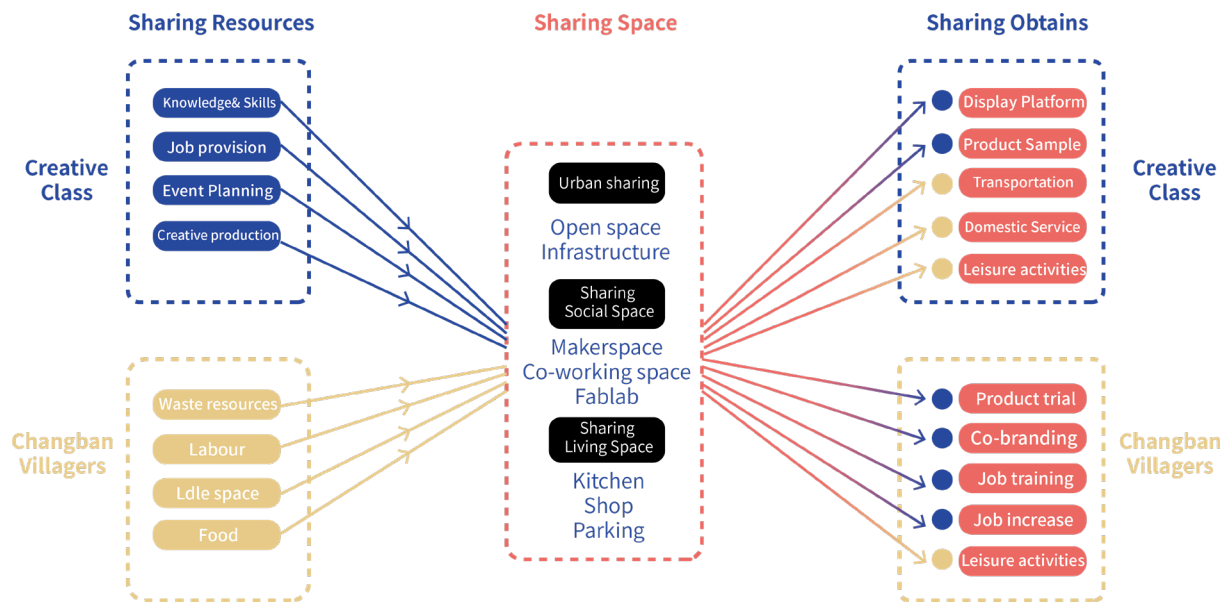 Sharing Resources
Sharing Space
Sharing Obtains
Creative
Class
Knowledge& Skills
Job provision
Event Planning
Creative production
Changban
Villagers
Waste resources
Labour
Ldle space
Food
Urban sharing
Open space
Infrastructure
Sharing
Social Space
Makerspace
Co-working space
Fablab
Sharing
Living Space
Kitchen
Shop
Parking
Display Platform
Product Sample
Transportation
Domestic Service
Leisure activities
Creative
Class
Product trial
Co-branding
Job training
Job increase
Leisure activities
Changban
Villagers